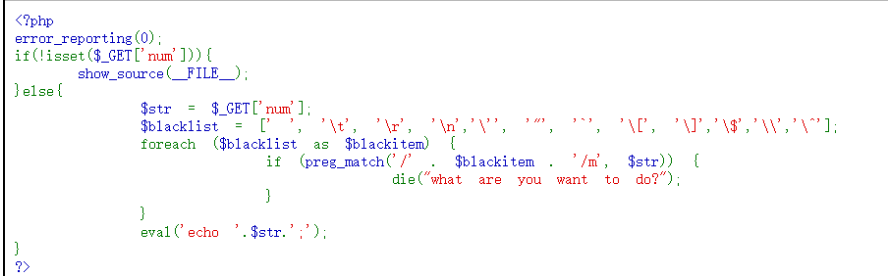 <?php
error_reporting(0);
if(!isset($_GET['num'])){
        show_source(__FILE__);
}else{
                $str = $_GET['num'];
                $blacklist = [' ', '\t', '\r', '\n','\'', '"', '`', '\[', '\]','\$','\\','\^'];
                foreach ($blacklist as $blackitem) {
                                if (preg_match('/' . $blackitem . '/m', $str)) {
                                                die("what are you want to do?");
                                }
                }
                eval('echo '.$str.';');
}
?>